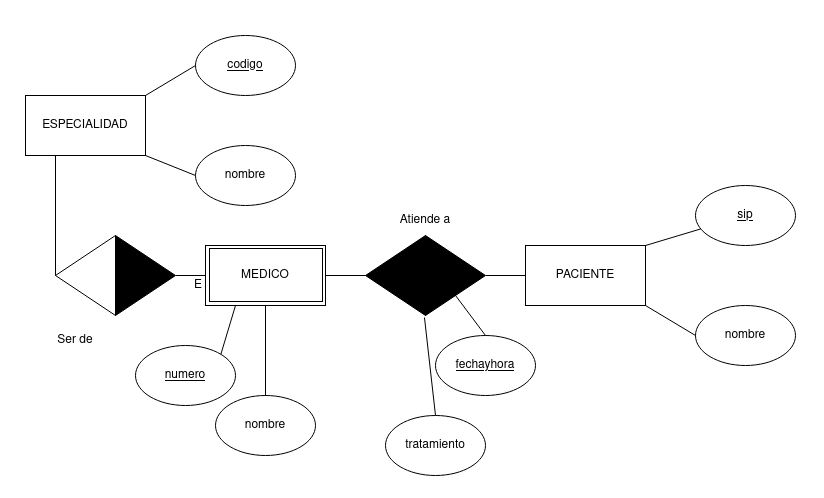 codigo
ESPECIALIDAD
nombre
sip
Atiende a
MEDICO
PACIENTE
E
Ser de
nombre
fechayhora
numero
nombre
tratamiento